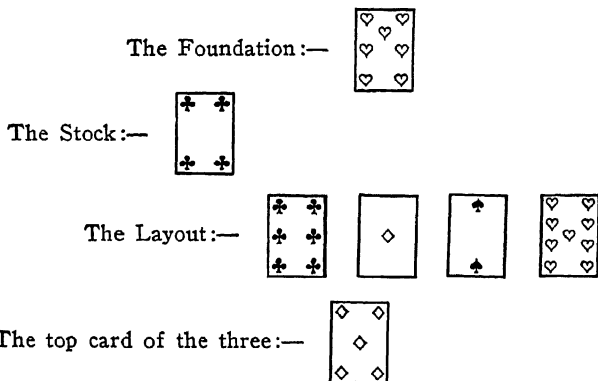 The Foundation:—
The Stock:—
The Layout:—
The top card of the three:—